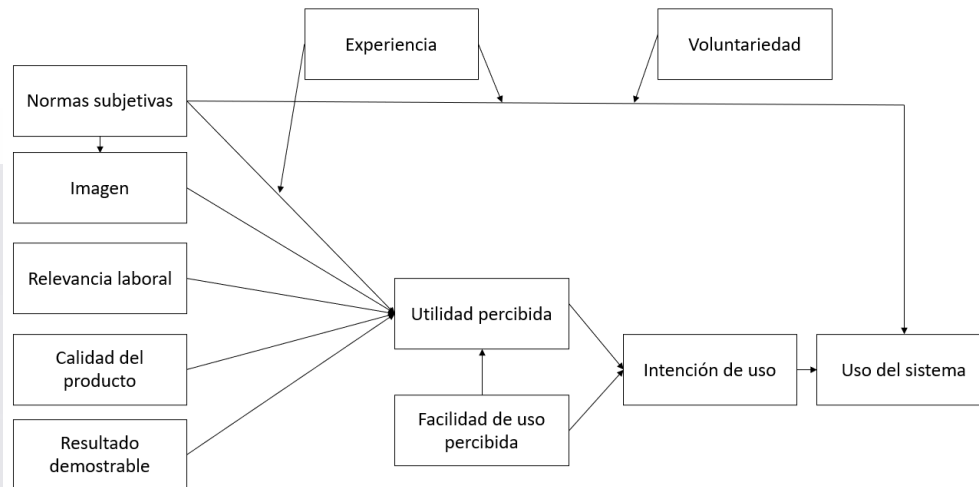 Experiencia
Voluntariedad
Normas subjetivas
Imagen
Relevancia laboral
Utilidad percibida
Calidad del
producto
Intención de uso
Uso del sistema
Facilidad de uso
percibida
Resultado
demostrable